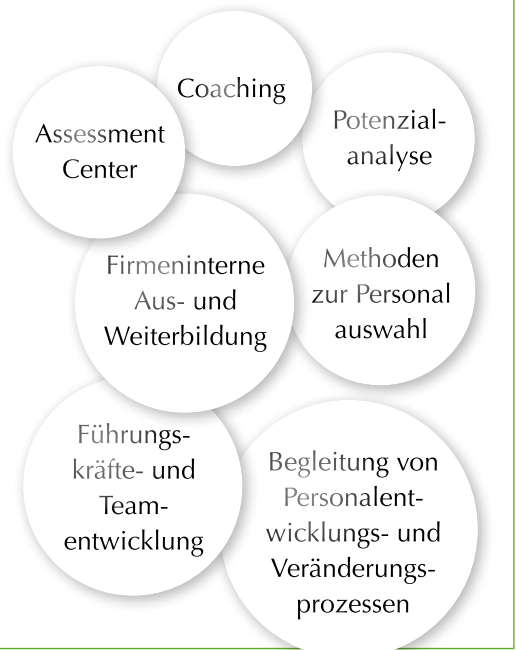 Coaching
Assessment
Center
Potenzial-
analyse
Firmeninterne
Aus- und
Weiterbildung
Methoden
zur Personal
auswahl
Führungs-
kräfte- und
Team-
entwicklung
Begleitung von
Personalent-
wicklungs- und
Veränderungs-
prozessen